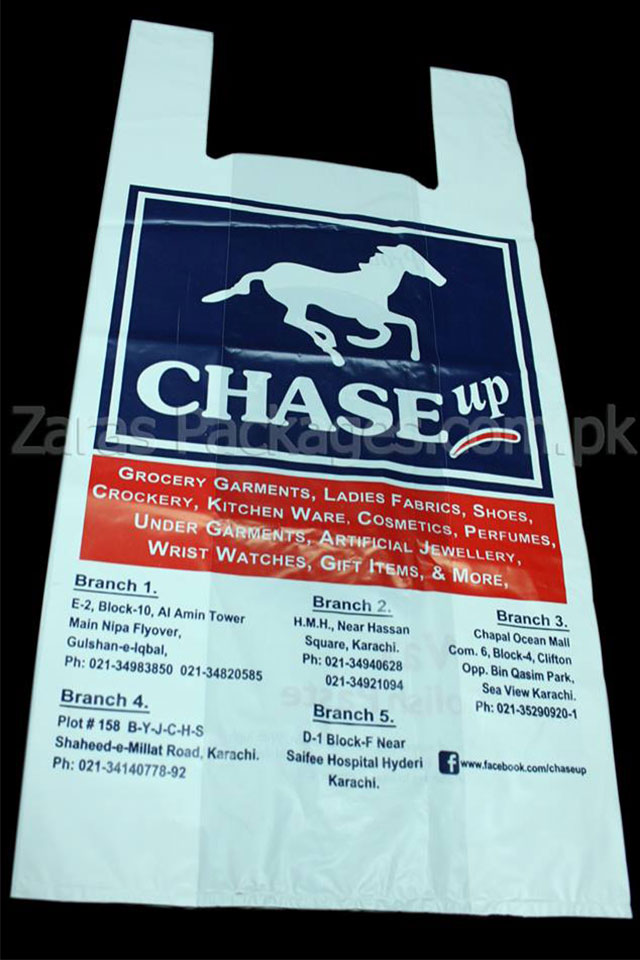 CHASE up
Zaras Packages.com.pk
GROCERY GARMENTS, LADIES FABRICS, SHOES,
CROCKERY, KITCHEN WARE, COSMETICS, PERFUMES,
UNDER GARMENTS, ARTIFICIAL JEWELLERY,
WRIST WATCHES, GIFT ITEMS, & MORE,
Branch 1.
E-2, Block-10, Al Amin Tower
Main Nipa Flyover,
Gulshan-e-Iqbal,
Ph: 021-34983850 021-34820585
Branch 2.
H.M.H., Near Hassan
Square, Karachi.
Ph: 021-34940628
021-34921094
Branch 3.
Chapal Ocean Mall
Com. 6, Block-4, Clifton
Opp. Bin Qasim Park,
Sea View Karachi.
Ph: 021-35290920-1
Branch 4.
Plot # 158 B-Y-J-C-H-S
Shaheed-e-Millat Road, Karachi.
Ph: 021-34140778-92
Branch 5.
D-1 Block-F Near
Saifee Hospital Hyderi
Karachi.
f www.facebook.com/chaseup